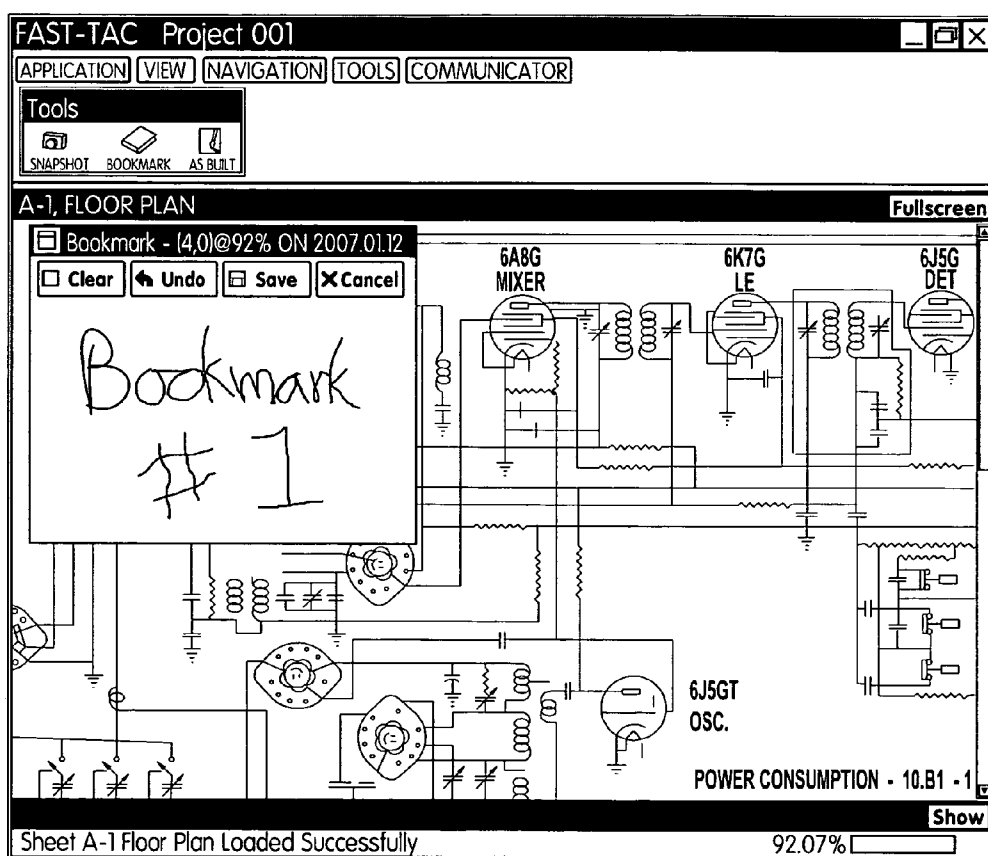 FAST-TAC Project 001
APPLICATION VIEW NAVIGATION TOOLS COMMUNICATOR
Tools
SNAPSHOT BOOKMARK AS BUILT
A-1, FLOOR PLAN Fullscreen
Bookmark - (4,0)@92% ON 2007.01.12
Clear Undo Save Cancel
Bookmark
# 1
6A8G
MIXER
6K7G
LE
6J5G
DET
6J5GT
OSC.
POWER CONSUMPTION - 10.B1 - 1
Show
Sheet A-1 Floor Plan Loaded Successfully 92.07%